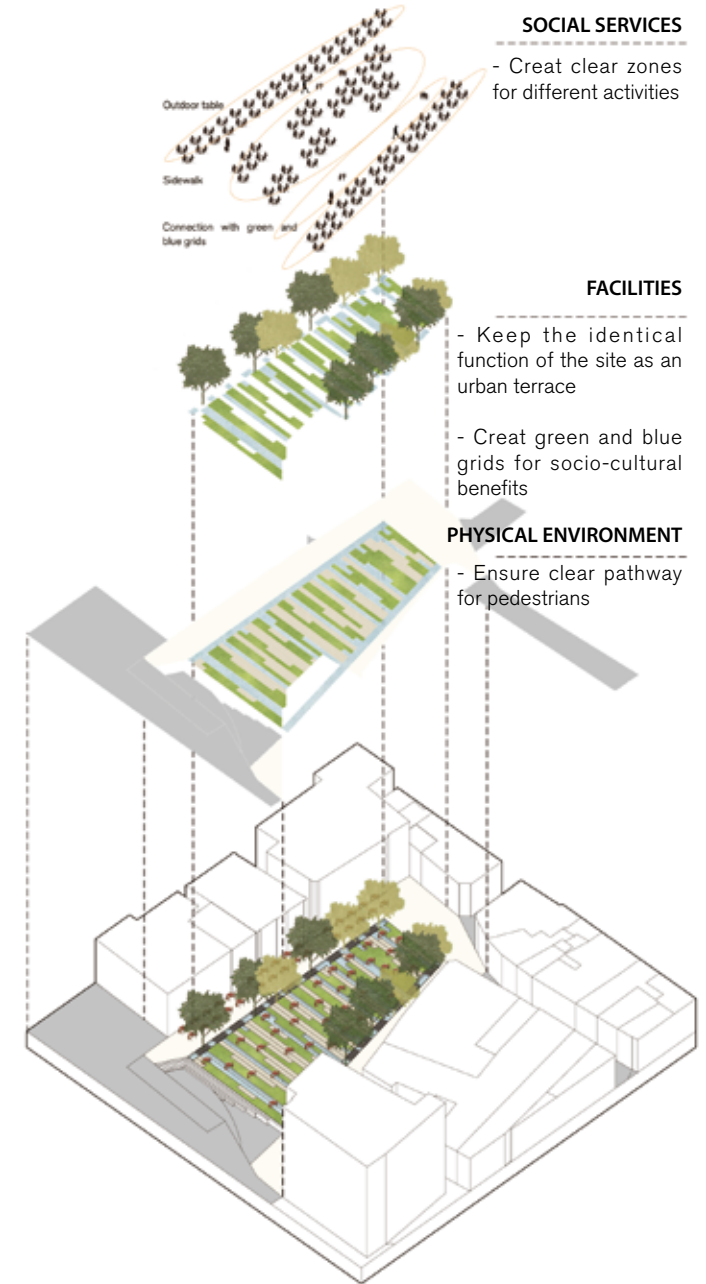 SOCIAL SERVICES
- Creat clear zones
for different activities
Outdoor table
Sidewalk
Connection with green and
blue grids
FACILITIES
- Keep the identical
function of the site as an
urban terrace
- Creat green and blue
grids for socio-cultural
benefits
PHYSICAL ENVIRONMENT
- Ensure clear pathway
for pedestrians